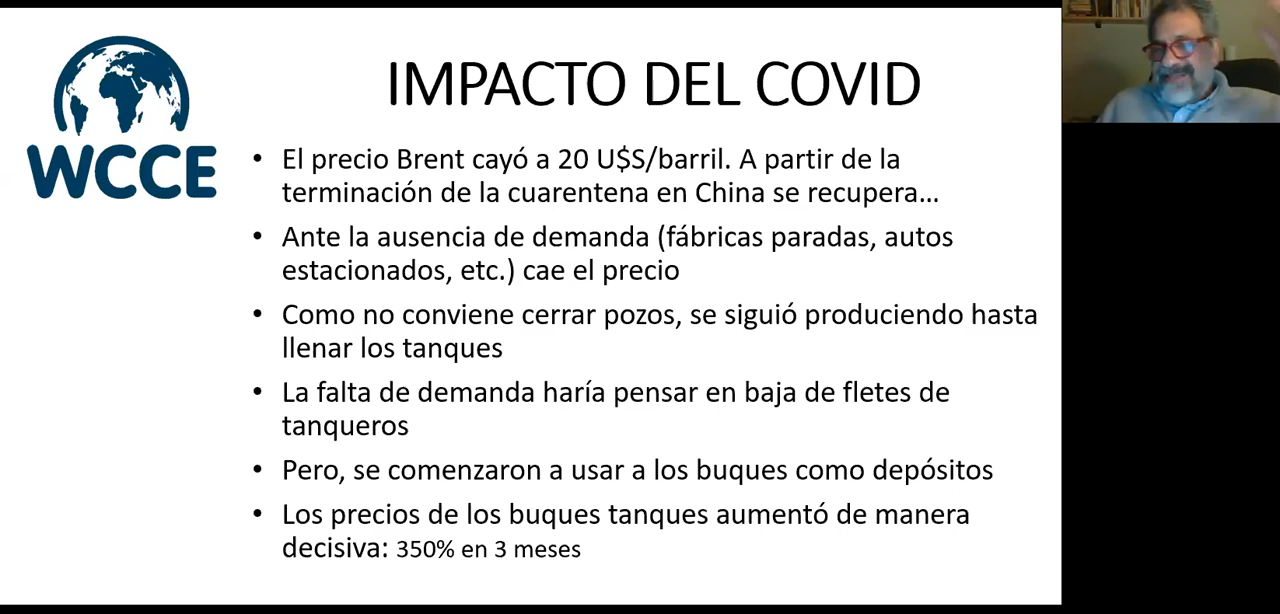 WCCE
IMPACTO DEL COVID
• El precio Brent cayó a 20 U$S/barril. A partir de la
terminación de la cuarentena en China se recupera...
• Ante la ausencia de demanda (fábricas paradas, autos
estacionados, etc.) cae el precio
• Como no conviene cerrar pozos, se siguió produciendo hasta
llenar los tanques
• La falta de demanda haría pensar en baja de fletes de
tanqueros
• Pero, se comenzaron a usar a los buques como depósitos
• Los precios de los buques tanques aumentó de manera
decisiva: 350% en 3 meses